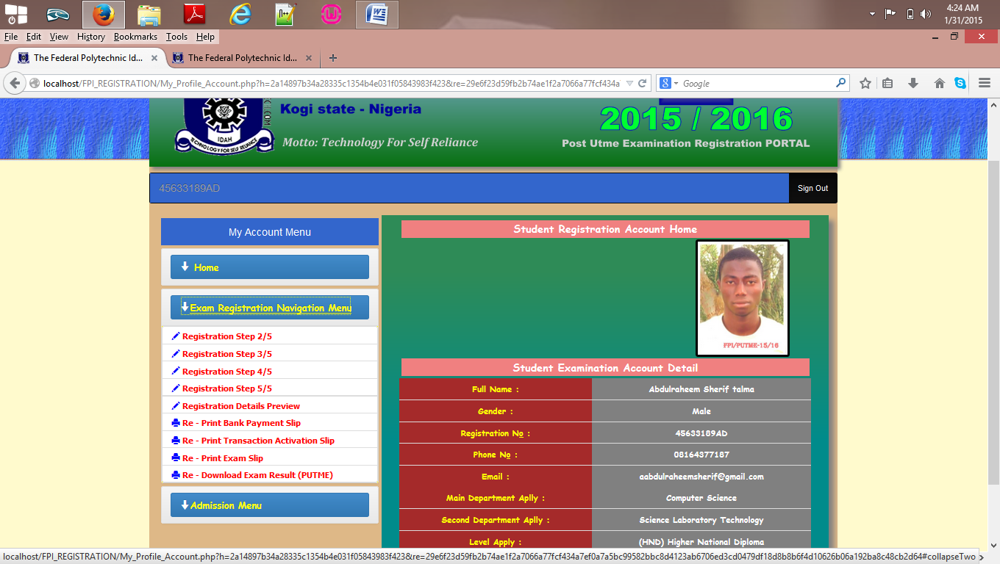 4:24 AM
1/31/2015
File Edit View History Bookmarks Tools Help
The Federal Polytechnic Id... The Federal Polytechnic Id...
localhost/FPI_REGISTRATION/My_Profile_Account.php?h=2a14897b34a28335c1354b4e031f05843983f423&re=29e6f23d59fb2b74ae1f2a7066a77fcf434a
Google
Kogi state - Nigeria
2015 / 2016
IDAH
TECHNOLOGY FOR SELF RELIANCE
Motto: Technology For Self Reliance
Post Utme Examination Registration PORTAL
45633189AD
Sign Out
My Account Menu
Home
Exam Registration Navigation Menu
Registration Step 2/5
Registration Step 3/5
Registration Step 4/5
Registration Step 5/5
Registration Details Preview
Re - Print Bank Payment Slip
Re - Print Transaction Activation Slip
Re - Print Exam Slip
Re - Download Exam Result (PUTME)
Admission Menu
Student Registration Account Home
FPI/PUTME-15/16
Student Examination Account Detail
Full Name : Abdulraheem Sherif talma
Gender : Male
Registration No : 45633189AD
Phone No : 08164377187
Email : aabdulraheemsherif@gmail.com
Main Department Aplly : Computer Science
Second Department Aplly : Science Laboratory Technology
Level Apply : (HND) Higher National Diploma
localhost/FPI_REGISTRATION/My_Profile_Account.php?h=2a14897b34a28335c1354b4e031f05843983f423&re=29e6f23d59fb2b74ae1f2a7066a77fcf434a7ef0a7a5bc99582bbc8d4123ab6706ed3cd0479df18d8b8b6f4d10626b06a192ba8c48cb2d64#collapseTwo